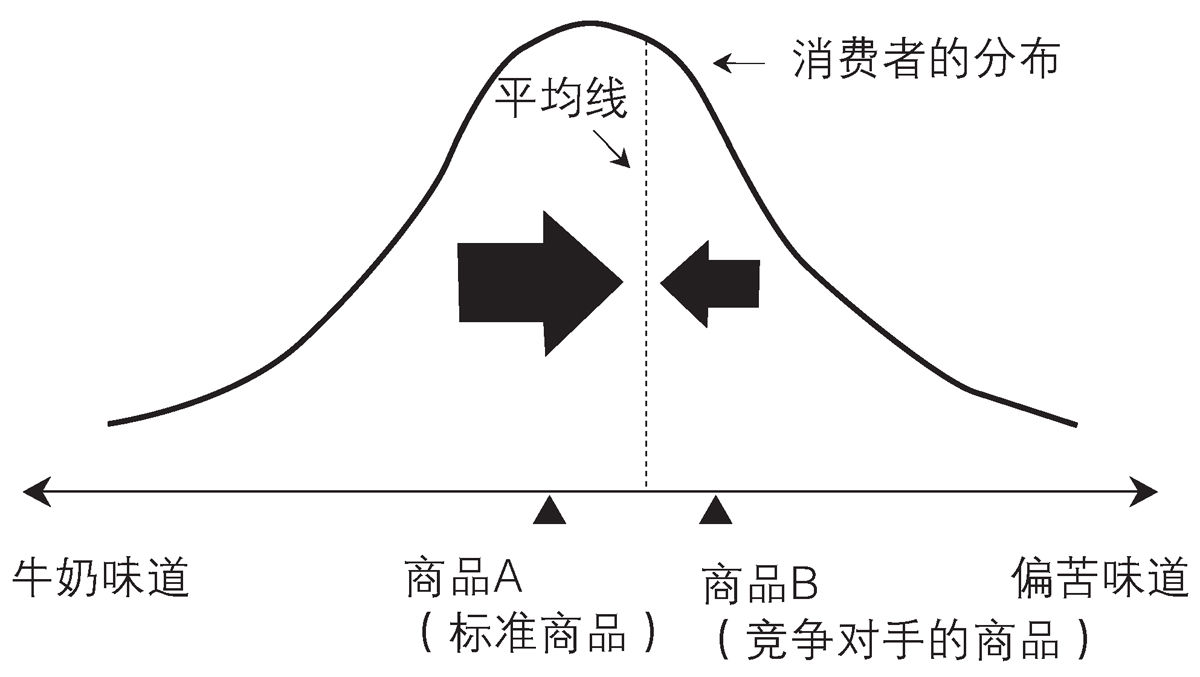 消费者的分布
平均线
牛奶味道
商品A
（标准商品）
商品B
（竞争对手的商品）
偏苦味道